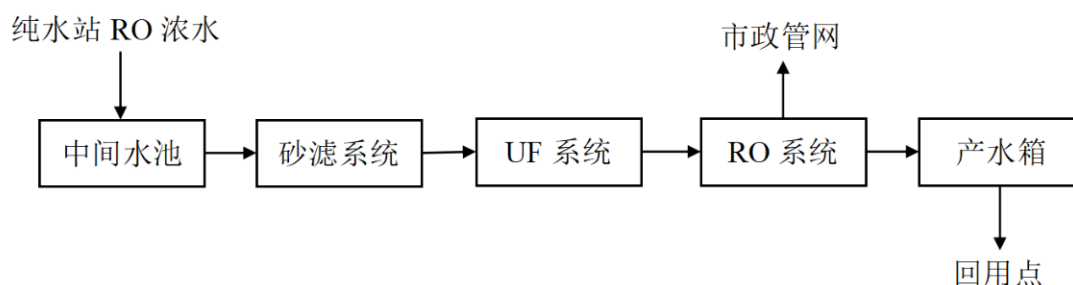 纯水站 RO 浓水
市政管网
中间水池
砂滤系统
UF 系统
RO 系统
产水箱
回用点